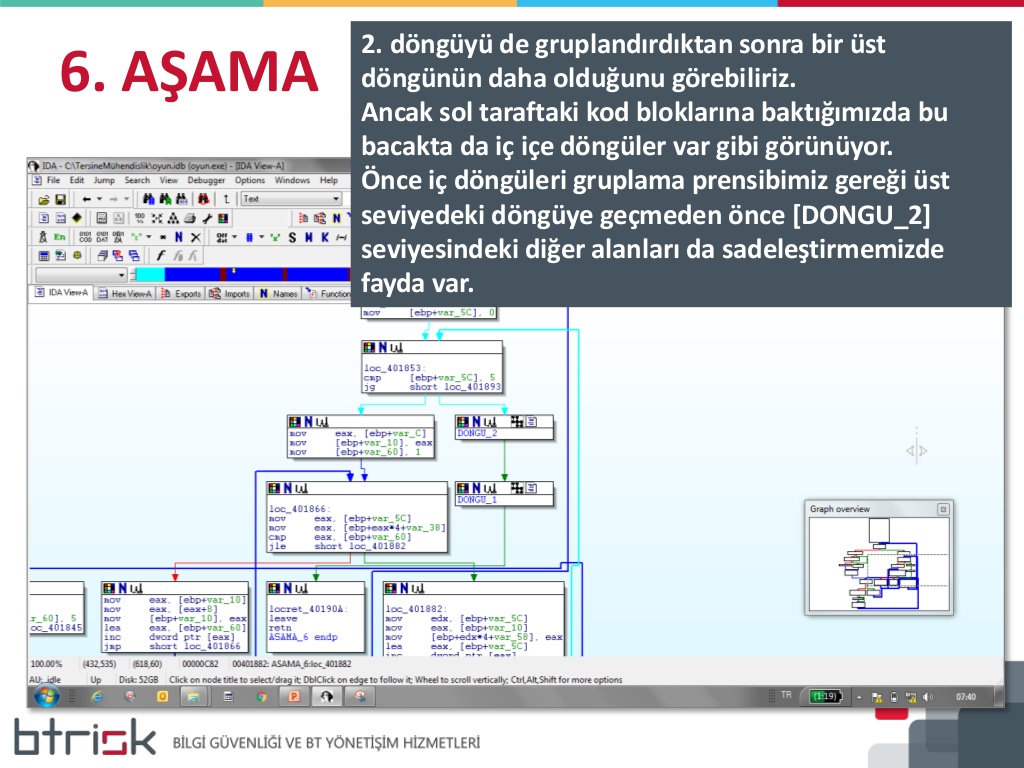 6. AŞAMA
2. döngüyü de gruplandırdıktan sonra bir üst
döngünün daha olduğunu görebiliriz.
Ancak sol taraftaki kod bloklarına baktığımızda bu
bacakta da iç içe döngüler var gibi görünüyor.
Önce iç döngüleri gruplama prensibimiz gereği üst
seviyedeki döngüye geçmeden önce [DONGU_2]
seviyesindeki diğer alanları da sadeleştirmemizde
fayda var.
IDA - C:\TersineMühendislik\oyun.idb (oyun.exe) - [IDA View-A]
File Edit Jump Search View Debugger Options Windows Help
Text
IDA View-A Hex View-A Exports Imports N Names Function
mov [ebp+var_5C], 0
loc_401853:
cmp [ebp+var_5C], 5
jg short loc_401893
mov eax, [ebp+var_C]
mov [ebp+var_10], eax
mov [ebp+var_60], 1
DONGU_2
loc_401866:
mov eax, [ebp+var_5C]
mov eax, [ebp+eax*4+var_38]
cmp eax, [ebp+var_60]
jle short loc_401882
DONGU_1
r_60], 5
oc_401845
mov eax, [ebp+var_10]
mov eax, [eax+8]
mov [ebp+var_10], eax
lea eax, [ebp+var_60]
inc dword ptr [eax]
jmp short loc_401866
locret_40190A:
leave
retn
ASAMA_6 endp
loc_401882:
mov edx, [ebp+var_5C]
mov eax, [ebp+var_10]
mov [ebp+edx*4+var_58], eax
lea eax, [ebp+var_5C]
inc dword ptr [eax]
Graph overview
100.00% (432,535) (618,60) 00000C82 00401882: ASAMA_6:loc_401882
AU: idle Up Disk: 52GB Click on node title to select/drag it; DblClick on edge to follow it; Wheel to scroll vertically; Ctrl,Alt,Shift for more options
TR (1:19) 07:40
btrisk BİLGİ GÜVENLİĞİ VE BT YÖNETİŞİM HİZMETLERİ